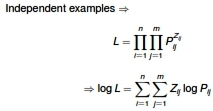 Independent examples ⇒
L = ∏_{i=1}^{n} ∏_{j=1}^{m} P_{ij}^{Z_{ij}}
⇒ log L = ∑_{i=1}^{n} ∑_{j=1}^{m} Z_{ij} log P_{ij}